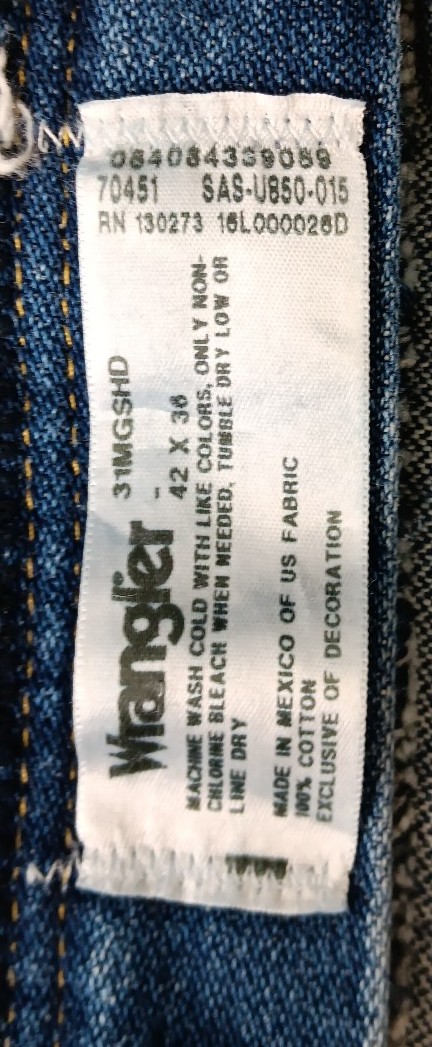 084084339089
70451 SAS-U850-015
RN 130273 16L000026D
Wrangler 31MGSHD
- 42 X 36
MACHINE WASH COLD WITH LIKE COLORS, ONLY NON-
CHLORINE BLEACH WHEN NEEDED, TUMBLE DRY LOW OR
LINE DRY
MADE IN MEXICO OF US FABRIC
100% COTTON
EXCLUSIVE OF DECORATION